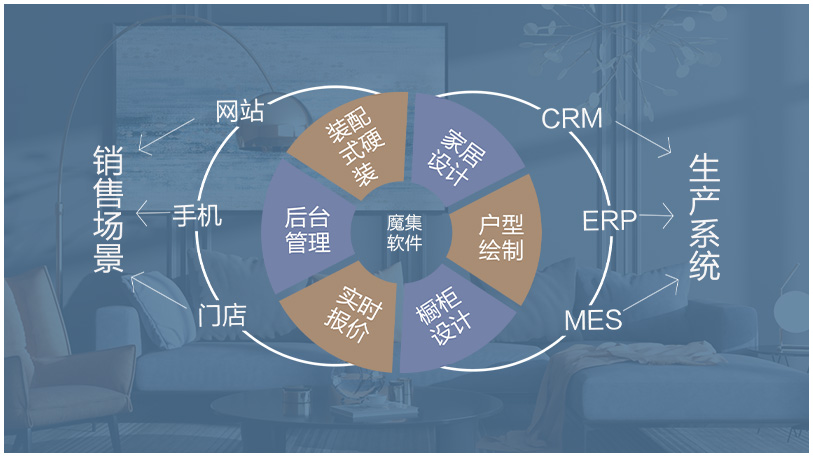 销售场景
网站
手机
门店
装配
式硬
装
家居
设计
后台
管理
魔集
软件
户型
绘制
实时
报价
橱柜
设计
CRM
ERP
MES
生产系统